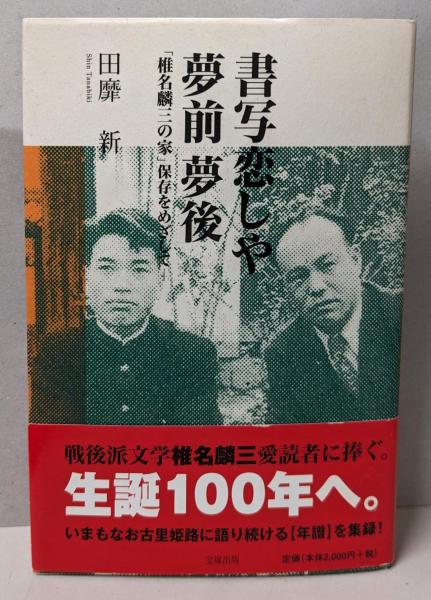 書写恋しや
夢前夢後
「椎名麟三の家」保存をめざして
田靡 新
Shin Tanabiki
戦後派文学椎名麟三愛読者に捧ぐ。
生誕100年へ。
いまもなお古里姫路に語り続ける【年譜】を集録!
宝塚出版
定価(本体2,000円+税)